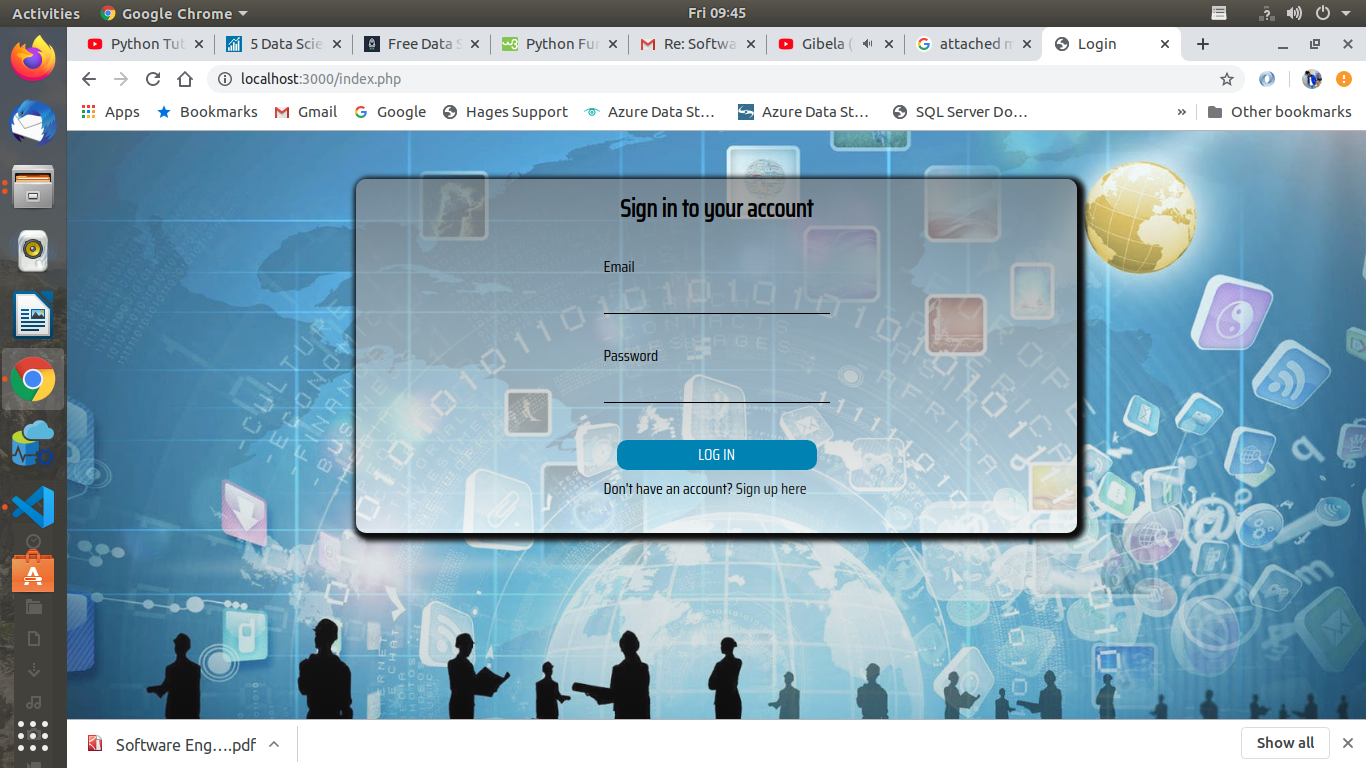 Activities Google Chrome Fri 09:45
Python Tut 5 Data Scie Free Data S Python Fun Re: Softwa Gibela ( attached m Login
localhost:3000/index.php
Apps Bookmarks Gmail Google Hages Support Azure Data St... Azure Data St... SQL Server Do... » Other bookmarks
Sign in to your account
Email
Password
LOG IN
Don't have an account? Sign up here
Software Eng....pdf Show all